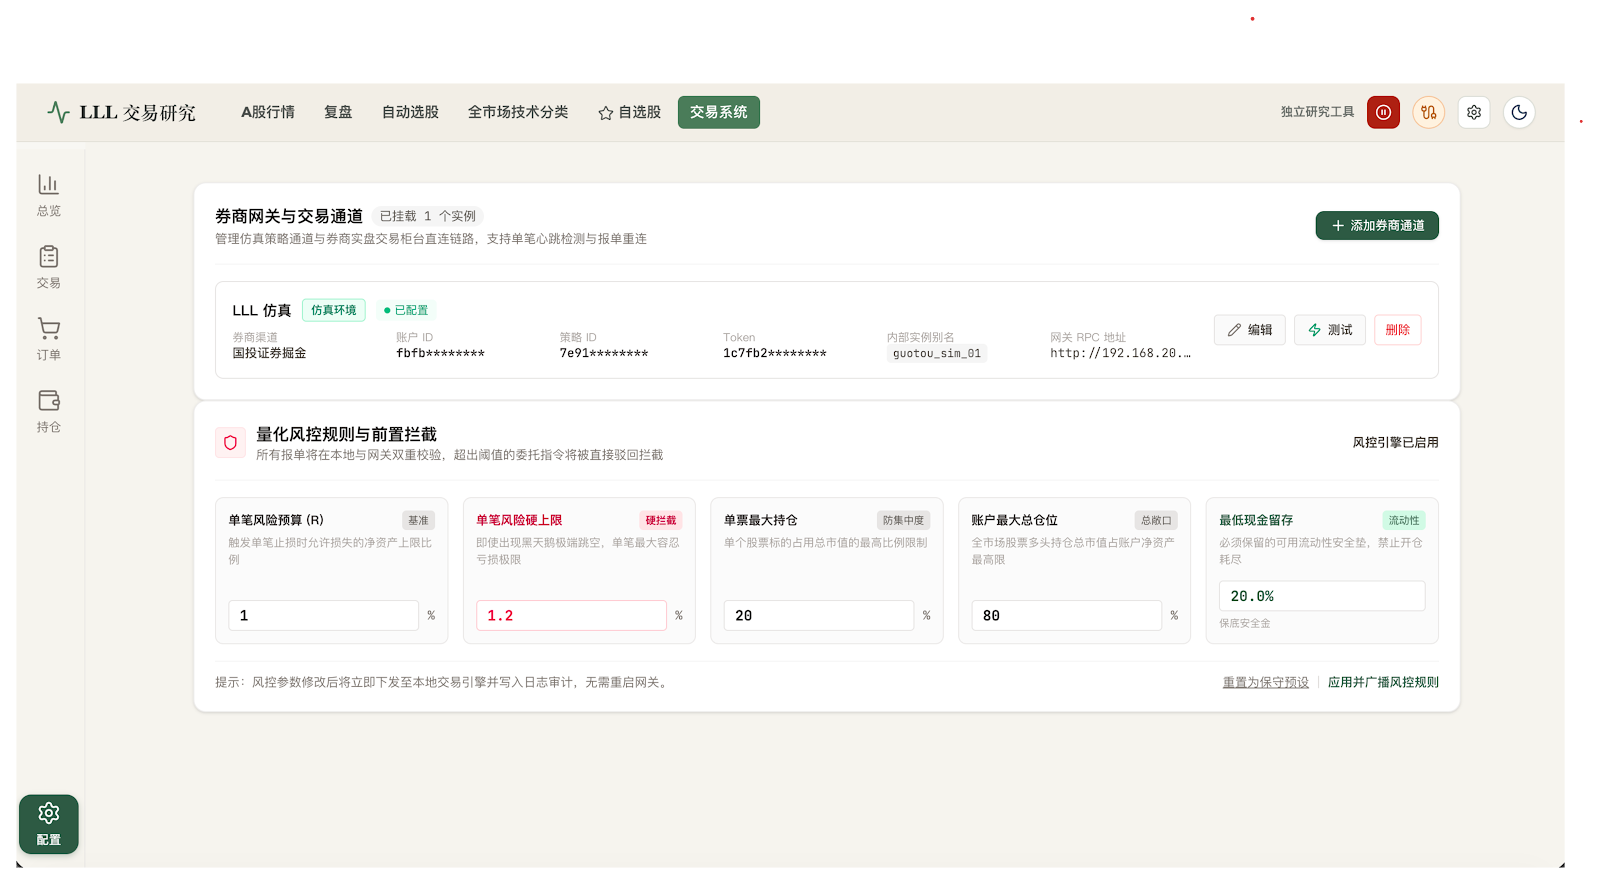 LLL 交易研究
A股行情
复盘
自动选股
全市场技术分类
自选股
交易系统
独立研究工具
总览
交易
订单
持仓
配置
券商网关与交易通道
已挂载 1 个实例
管理仿真策略通道与券商实盘交易柜台直连链路，支持单笔心跳检测与报单重连
添加券商通道
LLL 仿真
仿真环境
已配置
券商渠道
国投证券掘金
账户 ID
fbfb********
策略 ID
7e91********
Token
1c7fb2********
内部实例别名
guotou_sim_01
网关 RPC 地址
http://192.168.20.…
编辑
测试
删除
量化风控规则与前置拦截
所有报单将在本地与网关双重校验，超出阈值的委托指令将被直接驳回拦截
风控引擎已启用
单笔风险预算 (R)
基准
触发单笔止损时允许损失的净资产上限比
例
1
%
单笔风险硬上限
硬拦截
即使出现黑天鹅极端跳空，单笔最大容忍
亏损极限
1.2
%
单票最大持仓
防集中度
单个股票标的占用总市值的最高比例限制
20
%
账户最大总仓位
总敞口
全市场股票多头持仓总市值占账户净资产
最高限
80
%
最低现金留存
流动性
必须保留的可用流动性安全垫，禁止开仓
耗尽
20.0%
保底安全金
提示：风控参数修改后将立即下发至本地交易引擎并写入日志审计，无需重启网关。
重置为保守预设
应用并广播风控规则